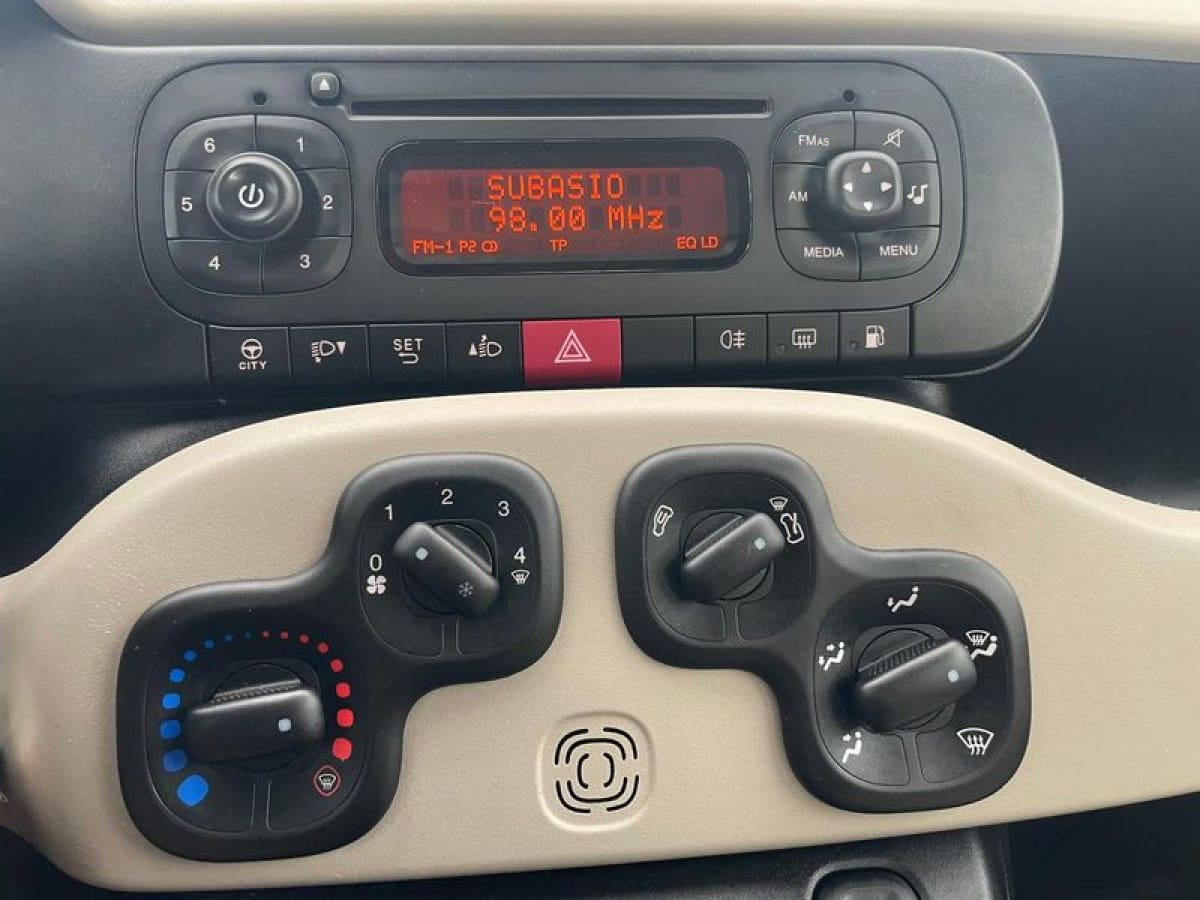 6 1
5 2
4 3
SUBASIO
98.00 MHz
FM-1 P2 TP EQ LD
FMAS
AM
MEDIA MENU
CITY
SET
0 1 2 3 4